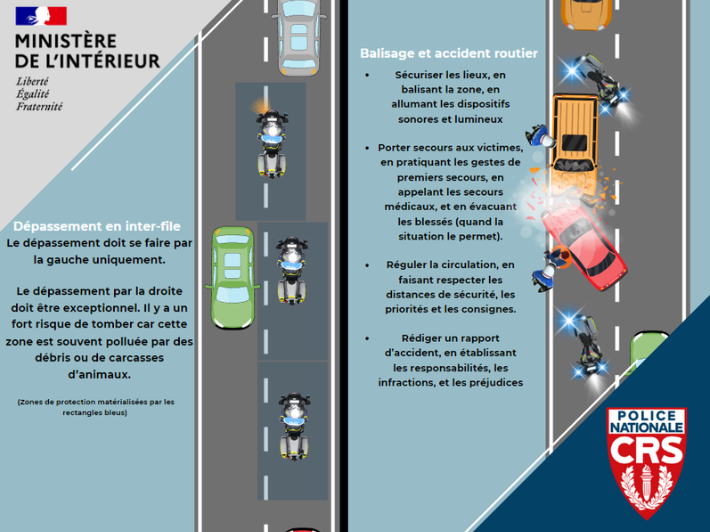 MINISTÈRE
DE L'INTÉRIEUR
Liberté
Égalité
Fraternité
Dépassement en inter-file
Le dépassement doit se faire par
la gauche uniquement.
Le dépassement par la droite
doit être exceptionnel. Il y a un
fort risque de tomber car cette
zone est souvent polluée par des
débris ou de carcasses
d'animaux.
(Zones de protection matérialisées par les
rectangles bleus)
Balisage et accident routier
• Sécuriser les lieux, en
balisant la zone, en
allumant les dispositifs
sonores et lumineux
• Porter secours aux victimes,
en pratiquant les gestes de
premiers secours, en
appelant les secours
médicaux, et en évacuant
les blessés (quand la
situation le permet).
• Réguler la circulation, en
faisant respecter les
distances de sécurité, les
priorités et les consignes.
• Rédiger un rapport
d'accident, en établissant
les responsabilités, les
infractions, et les préjudices
POLICE
NATIONALE
CRS